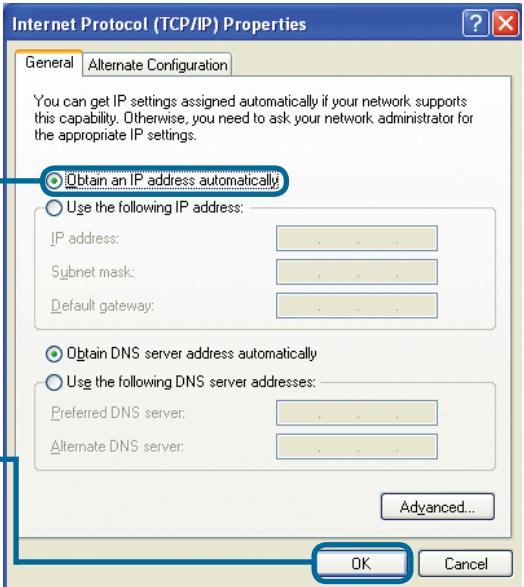 Internet Protocol (TCP/IP) Properties
General
Alternate Configuration
You can get IP settings assigned automatically if your network supports
this capability. Otherwise, you need to ask your network administrator for
the appropriate IP settings.
Obtain an IP address automatically
Use the following IP address:
IP address:
Subnet mask:
Default gateway:
Obtain DNS server address automatically
Use the following DNS server addresses:
Preferred DNS server:
Alternate DNS server:
Advanced...
OK
Cancel